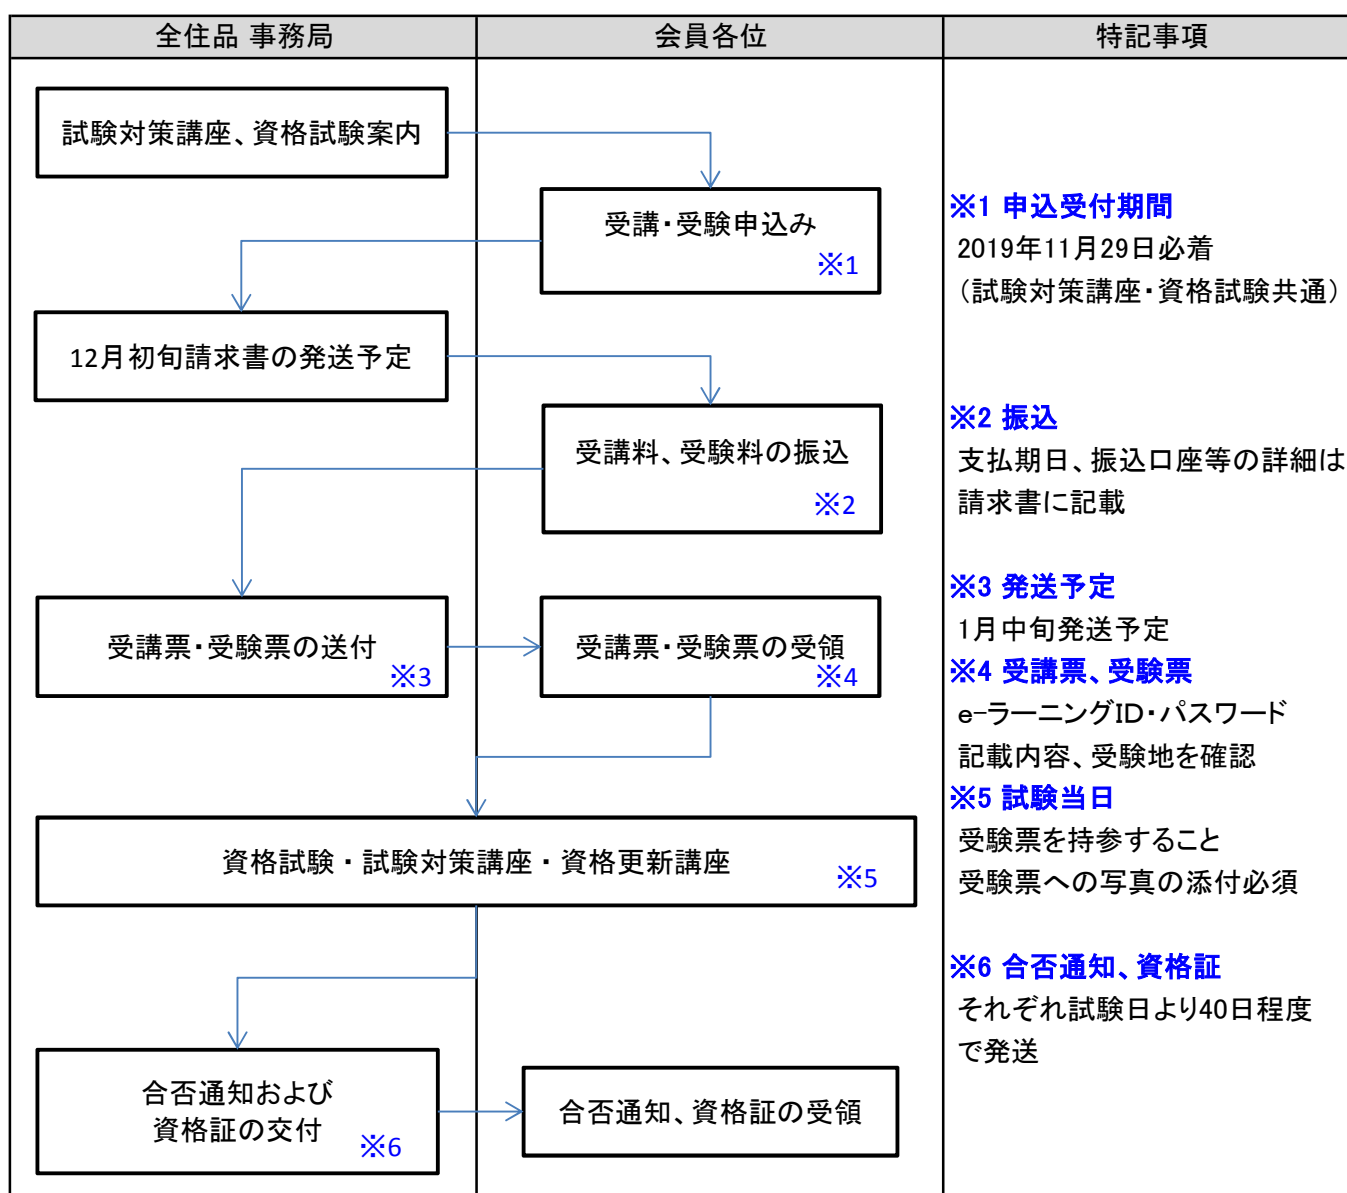 全住品 事務局
会員各位
特記事項
試験対策講座、資格試験案内
受講・受験申込み
※1
12月初旬請求書の発送予定
受講料、受験料の振込
※2
受講票・受験票の送付
※3
受講票・受験票の受領
※4
資格試験・試験対策講座・資格更新講座
※5
合否通知および
資格証の交付
※6
合否通知、資格証の受領
※1 申込受付期間
2019年11月29日必着
（試験対策講座・資格試験共通）
※2 振込
支払期日、振込口座等の詳細は
請求書に記載
※3 発送予定
1月中旬発送予定
※4 受講票、受験票
e-ラーニングID・パスワード
記載内容、受験地を確認
※5 試験当日
受験票を持参すること
受験票への写真の添付必須
※6 合否通知、資格証
それぞれ試験日より40日程度
で発送